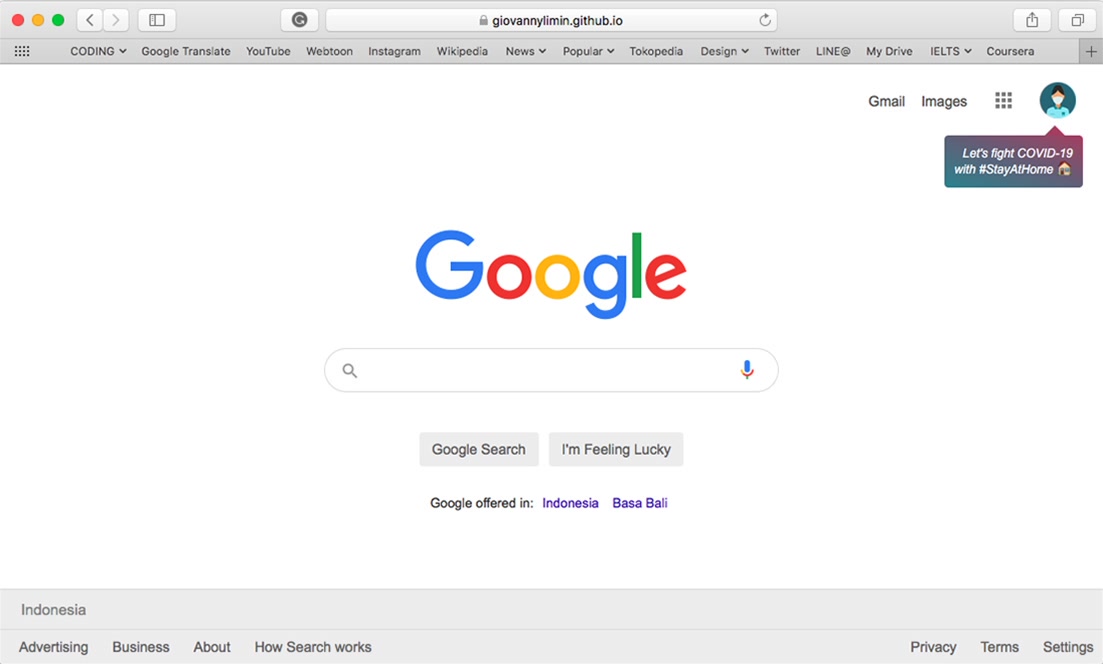 giovannylimin.github.io
CODING Google Translate YouTube Webtoon Instagram Wikipedia News Popular Tokopedia Design Twitter LINE@ My Drive IELTS Coursera
Gmail Images
Let's fight COVID-19
with #StayAtHome
Google
Google Search I'm Feeling Lucky
Google offered in: Indonesia Basa Bali
Indonesia
Advertising Business About How Search works Privacy Terms Settings